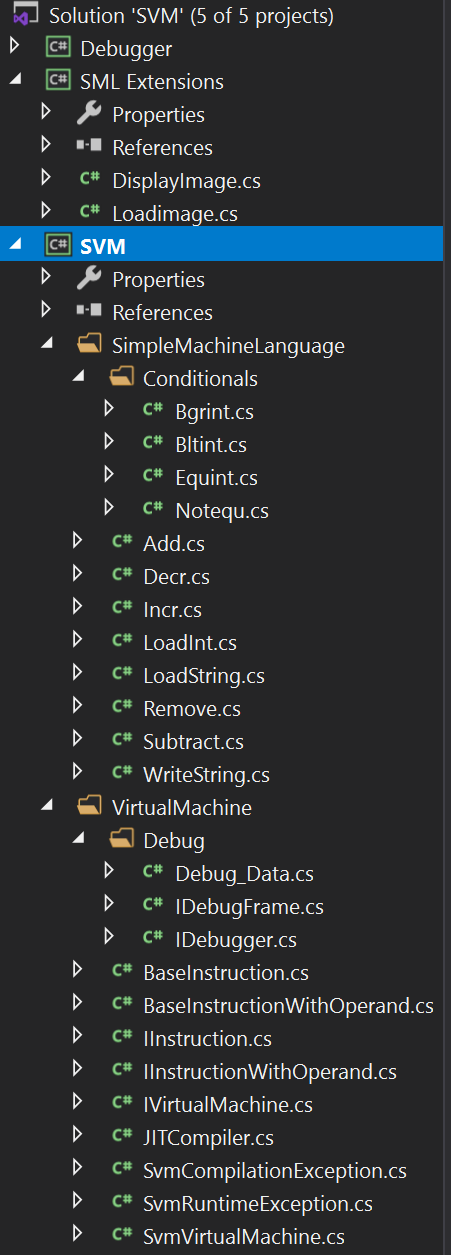 Solution 'SVM' (5 of 5 projects)
C# Debugger
C# SML Extensions
Properties
References
C# DisplayImage.cs
C# Loadimage.cs
C# SVM
Properties
References
SimpleMachineLanguage
Conditionals
C# Bgrint.cs
C# Bltint.cs
C# Equint.cs
C# Notequ.cs
C# Add.cs
C# Decr.cs
C# Incr.cs
C# LoadInt.cs
C# LoadString.cs
C# Remove.cs
C# Subtract.cs
C# WriteString.cs
VirtualMachine
Debug
C# Debug_Data.cs
C# IDebugFrame.cs
C# IDebugger.cs
C# BaseInstruction.cs
C# BaseInstructionWithOperand.cs
C# IInstruction.cs
C# IInstructionWithOperand.cs
C# IVirtualMachine.cs
C# JITCompiler.cs
C# SvmCompilationException.cs
C# SvmRuntimeException.cs
C# SvmVirtualMachine.cs